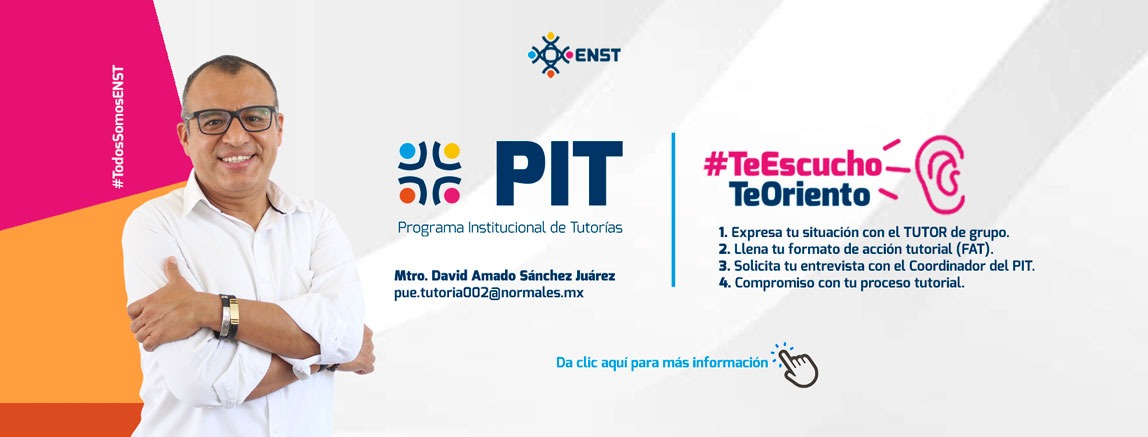 #TodosSomosENST
ENST
PIT
Programa Institucional de Tutorías
Mtro. David Amado Sánchez Juárez
pue.tutoria002@normales.mx
#TeEscucho
TeOriento
1. Expresa tu situación con el TUTOR de grupo.
2. Llena tu formato de acción tutorial (FAT).
3. Solicita tu entrevista con el Coordinador del PIT.
4. Compromiso con tu proceso tutorial.
Da clic aquí para más información